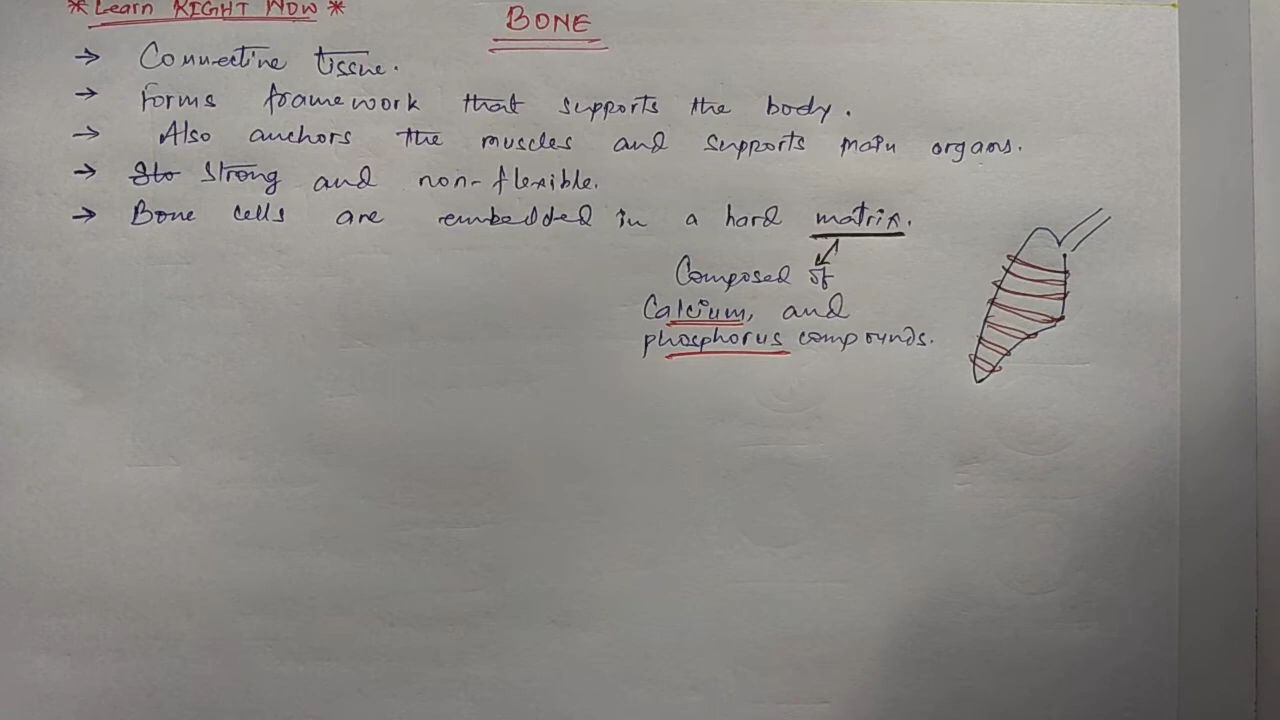 * Learn RIGHT NOW *
BONE
→ Connective tissue.
→ Forms framework that supports the body.
→ Also anchors the muscles and supports main organs.
→ Sto Strong and non-flexible.
→ Bone cells are embedded in a hard matrix.
Composed of
Calcium, and
phosphorus compounds.